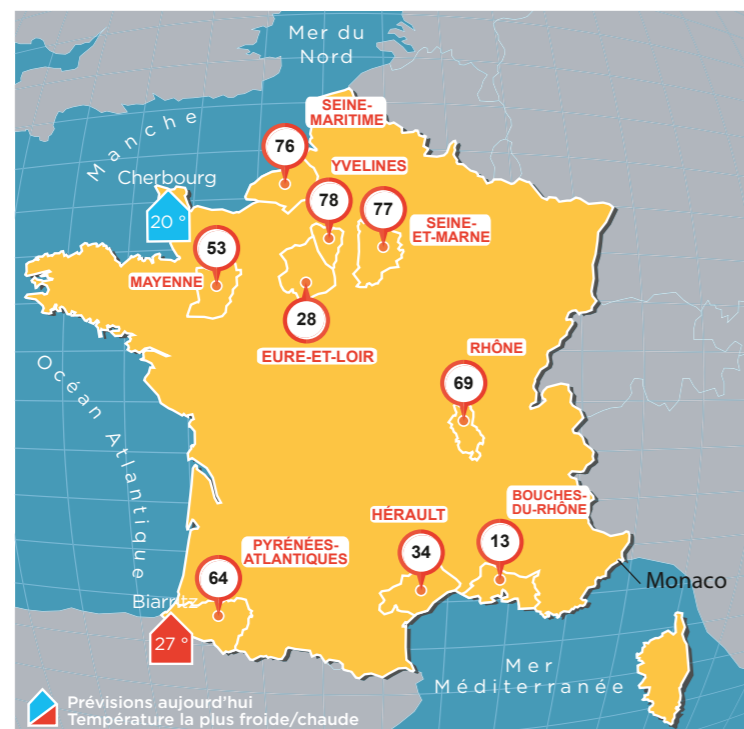 Mer du
Nord
SEINE-
MARITIME
Manche
76
YVELINES
Cherbourg
78
77
SEINE-
ET-MARNE
20 °
53
MAYENNE
28
EURE-ET-LOIR
RHÔNE
69
Océan Atlantique
BOUCHES-
DU-RHÔNE
HÉRAULT
13
PYRÉNÉES-
ATLANTIQUES
34
64
Monaco
Biarritz
27 °
Mer
Méditerranée
Prévisions aujourd'hui
Température la plus froide/chaude